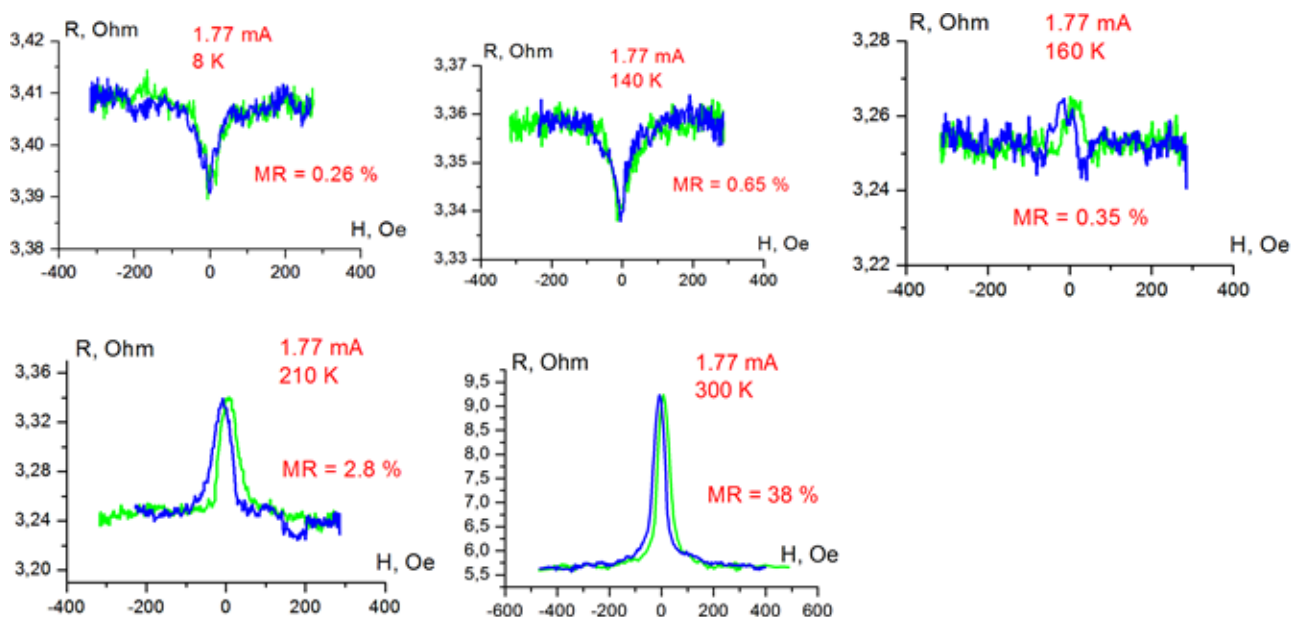 R, Ohm
1.77 mA
8 K
3,42
3,41
3,40
3,39
3,38
MR = 0.26 %
H, Oe
-400 -200 0 200 400
R, Ohm
1.77 mA
140 K
3,37
3,36
3,35
3,34
3,33
MR = 0.65 %
H, Oe
-400 -200 0 200 400
R, Ohm
1.77 mA
160 K
3,28
3,26
3,24
3,22
MR = 0.35 %
H, Oe
-400 -200 0 200 400
R, Ohm
1.77 mA
210 K
3,36
3,32
3,28
3,24
3,20
MR = 2.8 %
H, Oe
-400 -200 0 200 400
R, Ohm
1.77 mA
300 K
9,5
9,0
8,5
8,0
7,5
7,0
6,5
6,0
5,5
MR = 38 %
H, Oe
-600 -400 -200 0 200 400 600